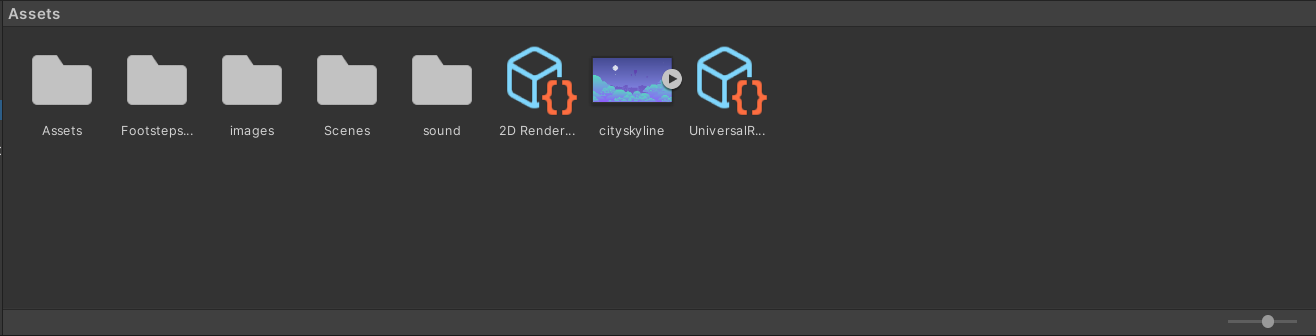 Assets
Assets
Footsteps...
images
Scenes
sound
2D Render...
cityskyline
UniversalR...